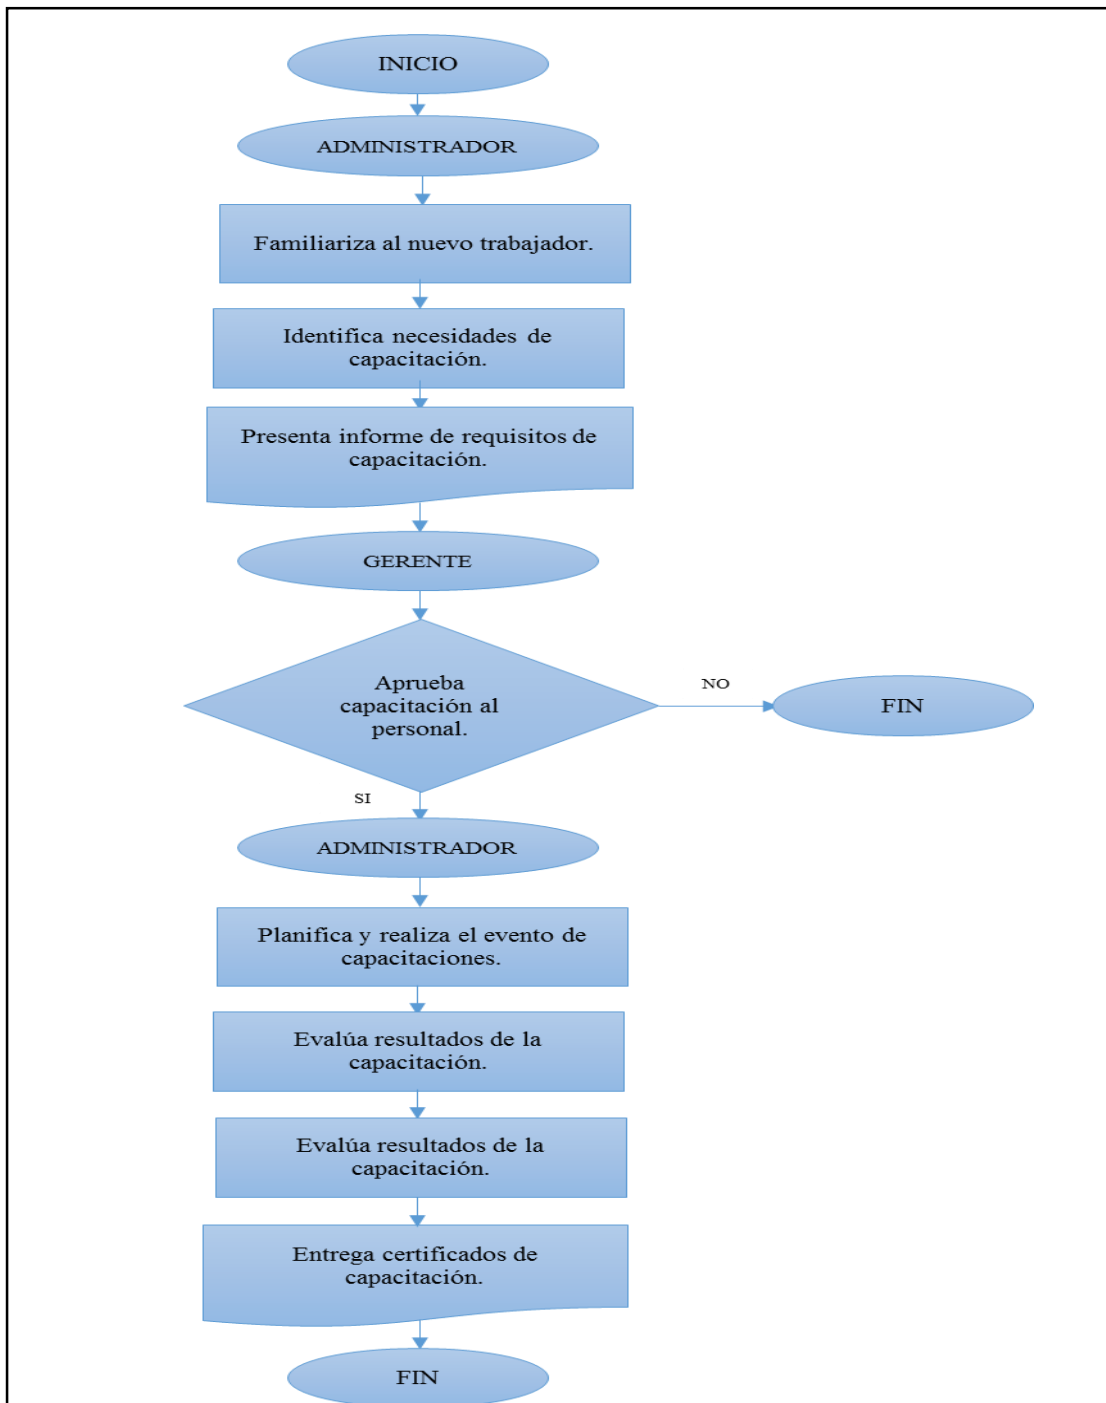 INICIO
ADMINISTRADOR
Familiariza al nuevo trabajador.
Identifica necesidades de
capacitación.
Presenta informe de requisitos de
capacitación.
GERENTE
Aprueba
capacitación al
personal.
NO
FIN
SI
ADMINISTRADOR
Planifica y realiza el evento de
capacitaciones.
Evalúa resultados de la
capacitación.
Evalúa resultados de la
capacitación.
Entrega certificados de
capacitación.
FIN